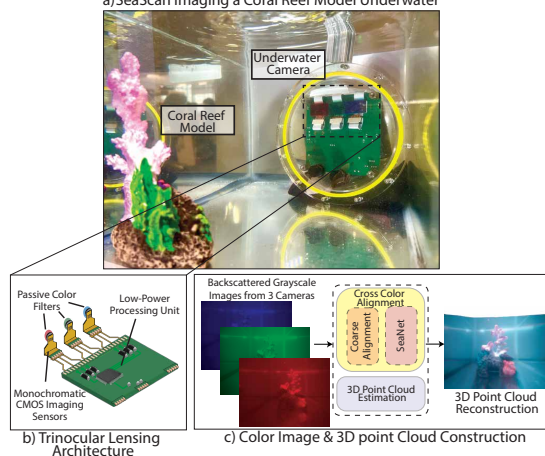 a)SeaScan Imaging a Coral Reef Model Underwater
Underwater
Camera
Coral Reef
Model
Passive Color
Filters
Low-Power
Processing Unit
Monochromatic
CMOS Imaging
Sensors
b) Trinocular Lensing
Architecture
Backscattered Grayscale
Images from 3 Cameras
Cross Color
Alignment
Coarse
Alignment
SeaNet
3D Point Cloud
Estimation
3D Point Cloud
Reconstruction
c) Color Image & 3D point Cloud Construction